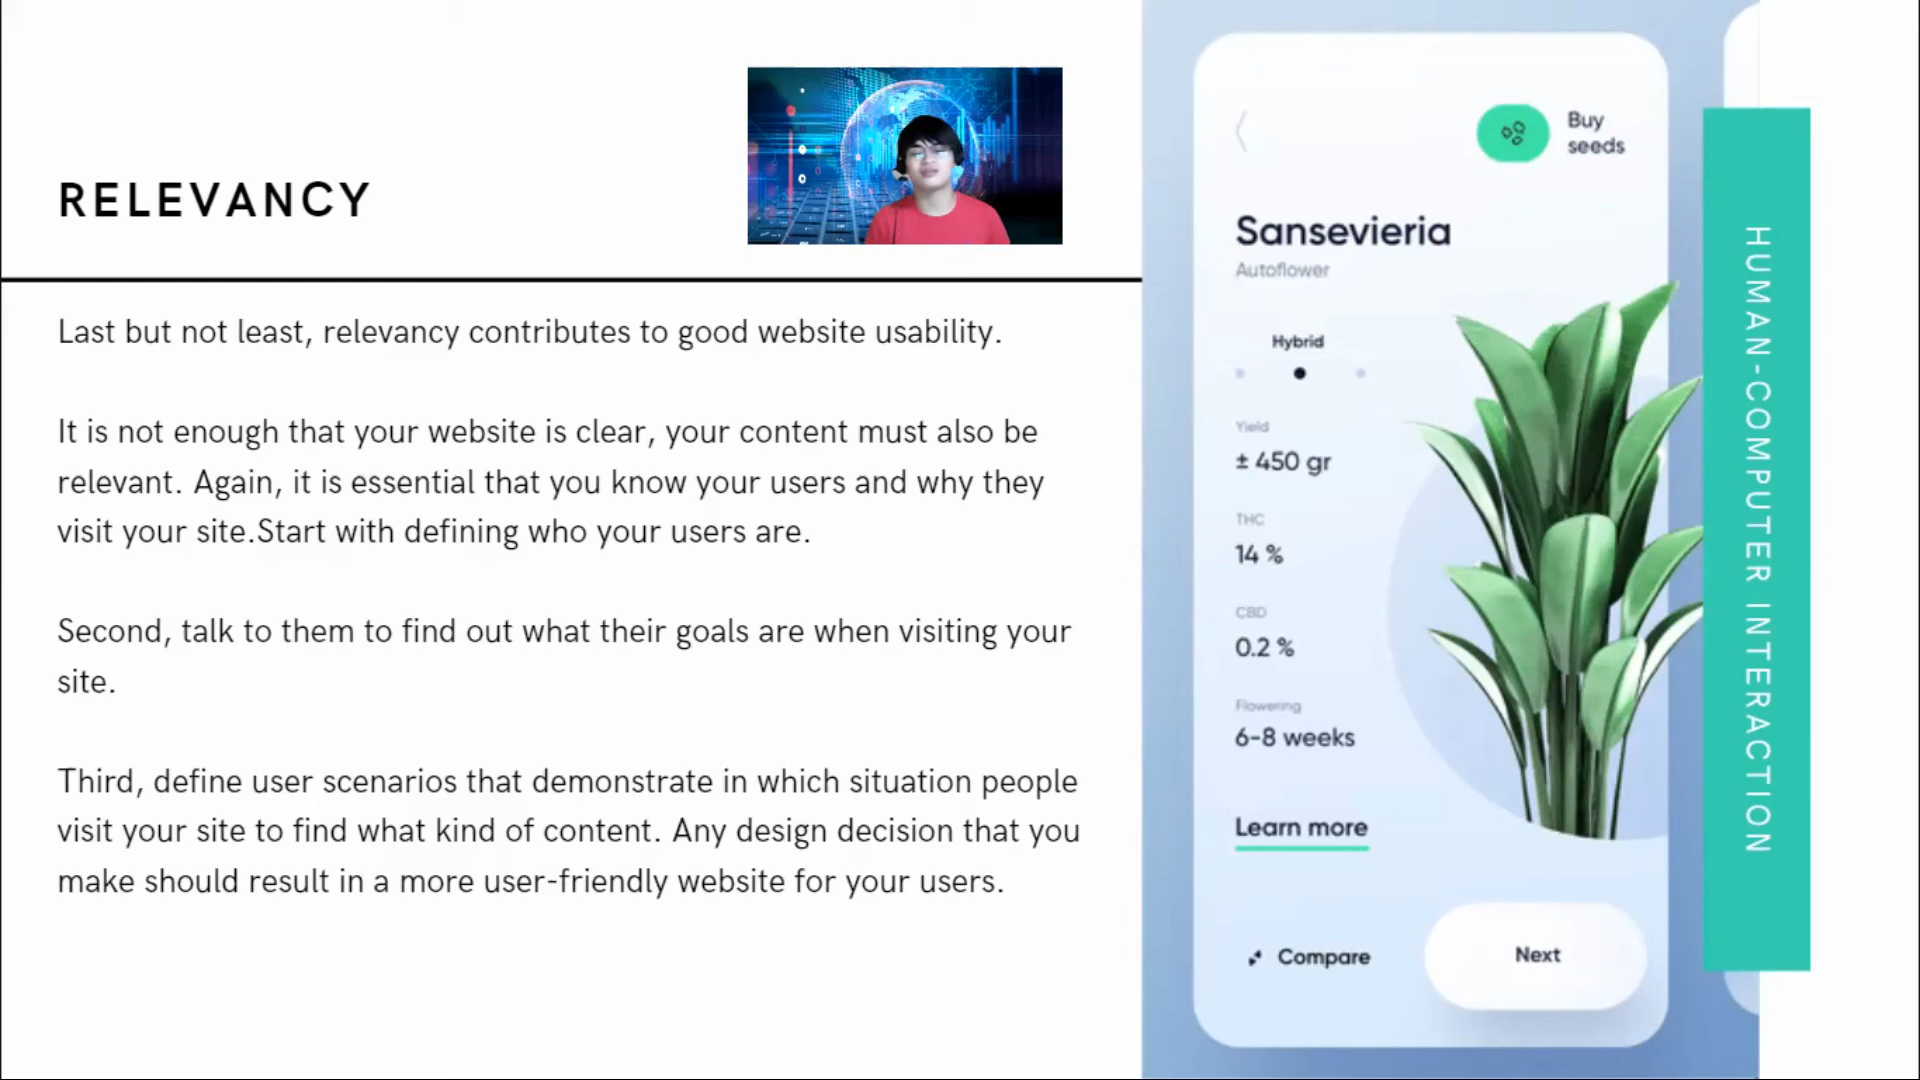 RELEVANCY
Last but not least, relevancy contributes to good website usability.
It is not enough that your website is clear, your content must also be
relevant. Again, it is essential that you know your users and why they
visit your site.Start with defining who your users are.
Second, talk to them to find out what their goals are when visiting your
site.
Third, define user scenarios that demonstrate in which situation people
visit your site to find what kind of content. Any design decision that you
make should result in a more user-friendly website for your users.
Buy
seeds
Sansevieria
Autoflower
Hybrid
Yield
± 450 gr
THC
14 %
CBD
0.2 %
Flowering
6-8 weeks
Learn more
Compare
Next
HUMAN-COMPUTER INTERACTION